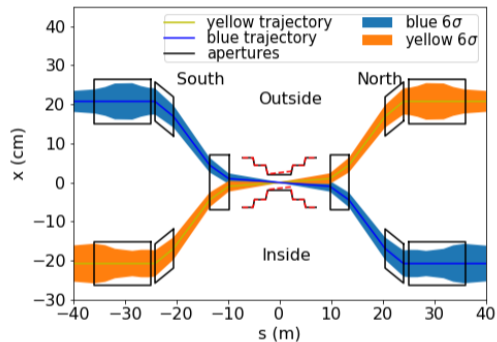 yellow trajectory
blue trajectory
apertures
blue 6σ
yellow 6σ
South
North
Outside
Inside
x (cm)
40
30
20
10
0
−10
−20
−30
−40 −30 −20 −10 0 10 20 30 40
s (m)